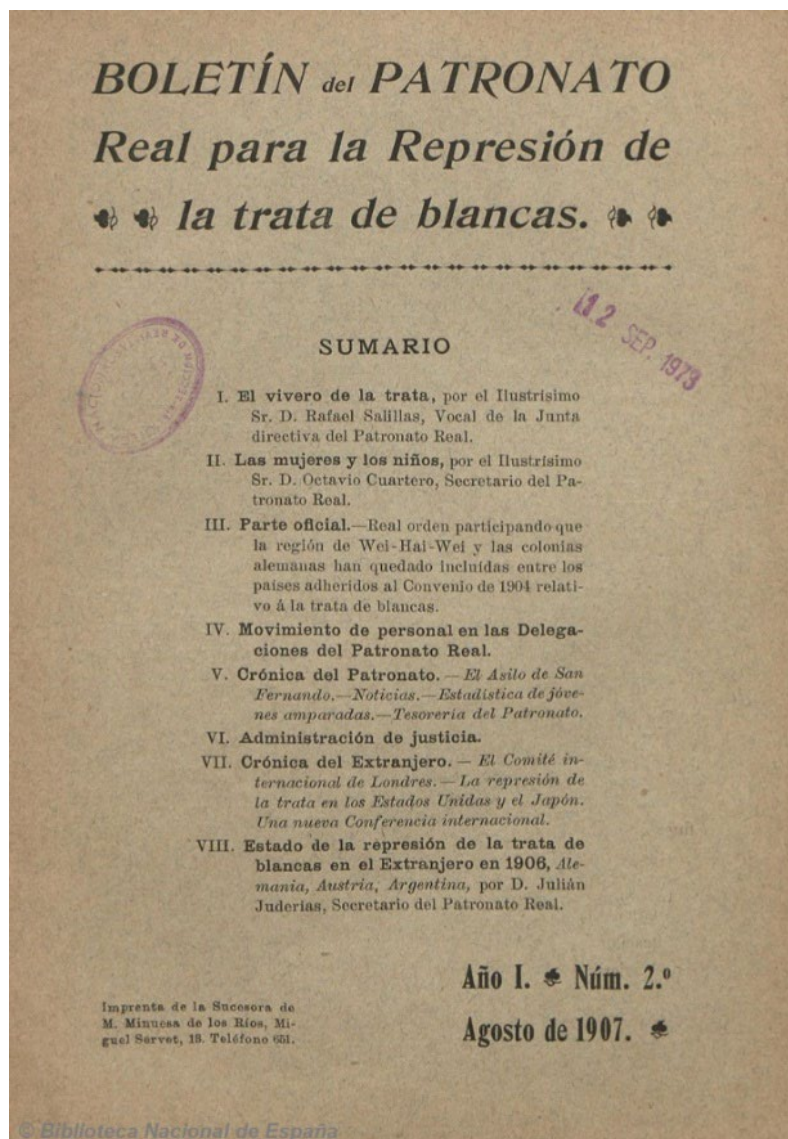 BOLETÍN del PATRONATO
Real para la Represión de
la trata de blancas.
12 SEP. 1973
SUMARIO
I. El vivero de la trata, por el Ilustrísimo
Sr. D. Rafael Salillas, Vocal de la Junta
directiva del Patronato Real.
II. Las mujeres y los niños, por el Ilustrísimo
Sr. D. Octavio Cuartero, Secretario del Pa-
tronato Real.
III. Parte oficial.—Real orden participando que
la región de Wei-Hai-Wei y las colonias
alemanas han quedado incluídas entre los
países adheridos al Convenio de 1904 relati-
vo á la trata de blancas.
IV. Movimiento de personal en las Delega-
ciones del Patronato Real.
V. Crónica del Patronato.—El Asilo de San
Fernando.—Noticias.—Estadística de jóve-
nes amparadas.—Tesorería del Patronato.
VI. Administración de justicia.
VII. Crónica del Extranjero.—El Comité in-
ternacional de Londres.—La represión de
la trata en los Estados Unidas y el Japón.
Una nueva Conferencia internacional.
VIII. Estado de la represión de la trata de
blancas en el Extranjero en 1906, Ale-
mania, Austria, Argentina, por D. Julián
Juderías, Secretario del Patronato Real.
Año I. Núm. 2.º
Agosto de 1907.
Imprenta de la Sucesora de
M. Minuesa de los Ríos, Mi-
guel Servet, 13. Teléfono 651.
© Biblioteca Nacional de España